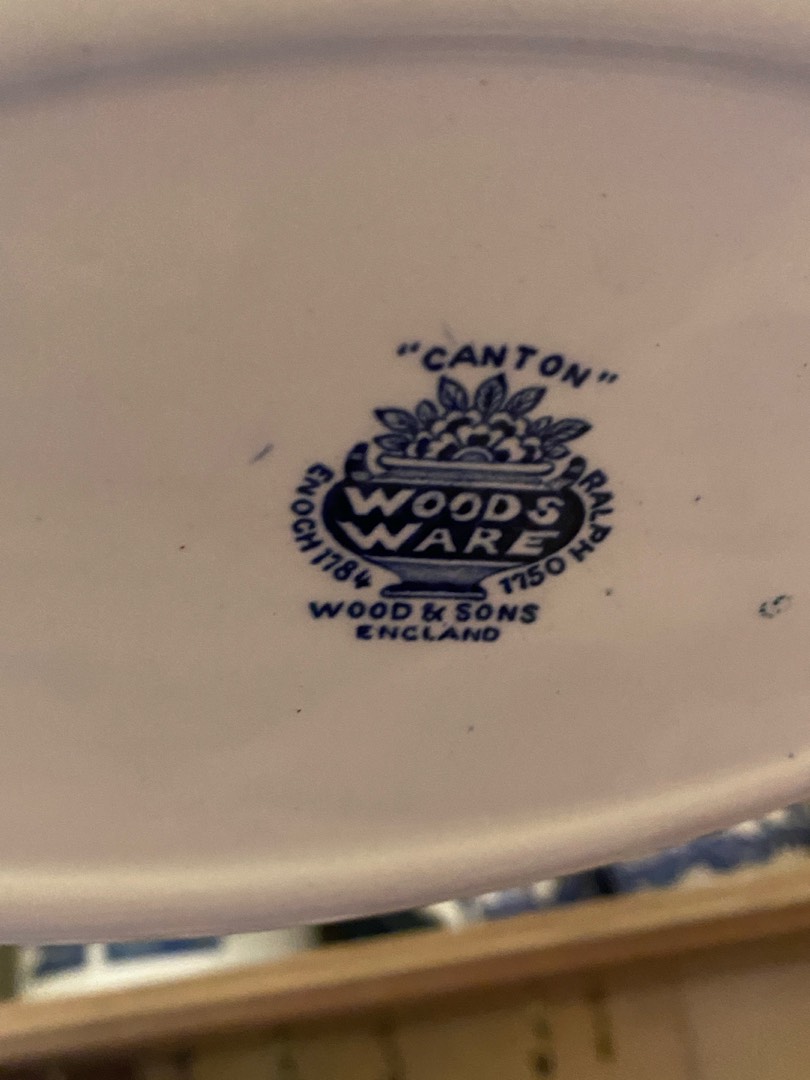 "CANTON"
WOODS
WARE
ENOCH 1784
RALPH 1750
WOOD & SONS
ENGLAND